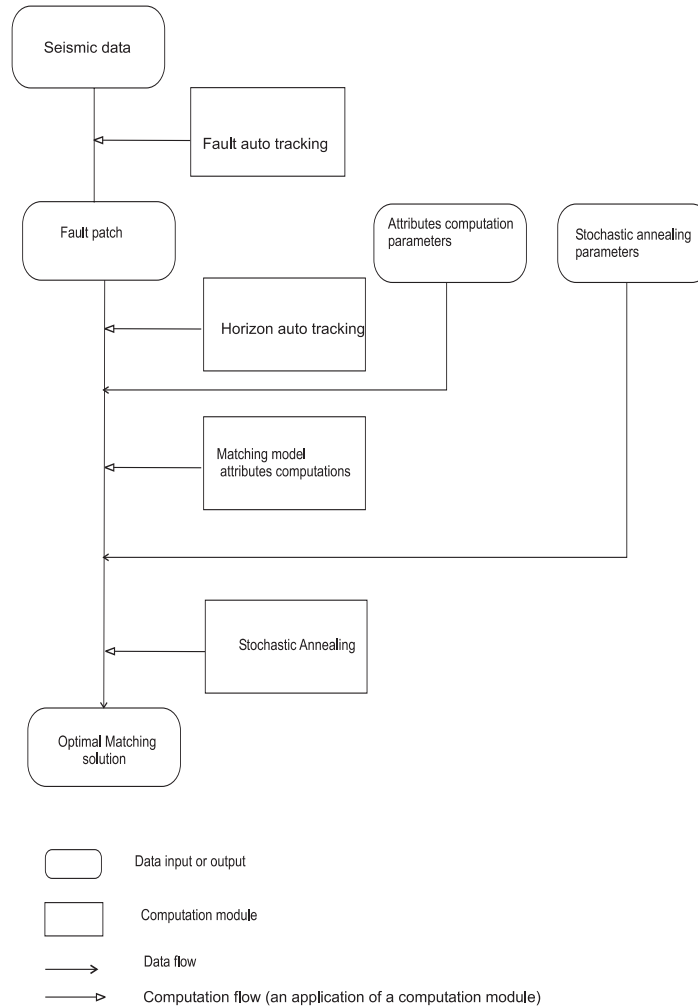 Seismic data
Fault auto tracking
Fault patch
Attributes computation
parameters
Stochastic annealing
parameters
Horizon auto tracking
Matching model
attributes computations
Stochastic Annealing
Optimal Matching
solution
Data input or output
Computation module
Data flow
Computation flow (an application of a computation module)